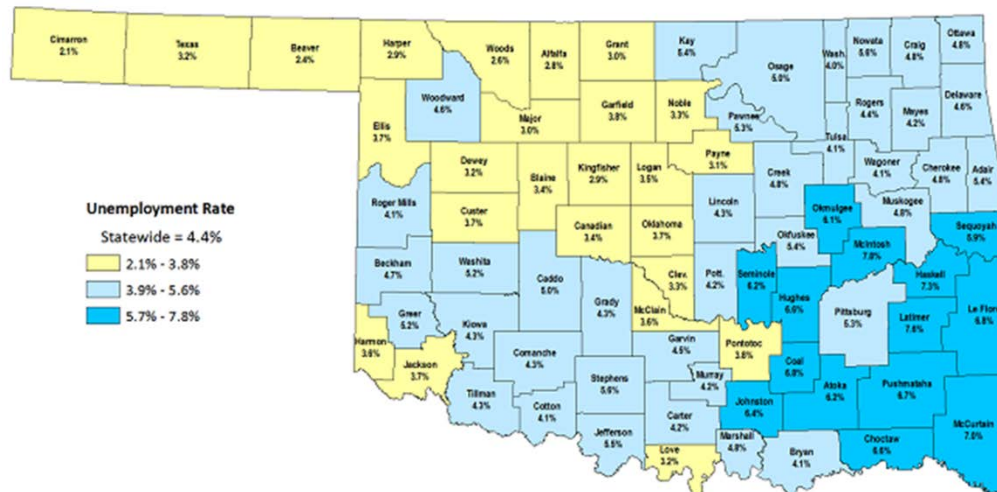 Cimarron
2.1%
Texas
3.2%
Beaver
2.4%
Harper
2.9%
Woods
2.6%
Alfalfa
2.8%
Grant
3.0%
Kay
5.4%
Osage
5.0%
Wash.
4.0%
Nowata
5.6%
Craig
4.8%
Ottawa
4.8%
Woodward
4.6%
Ellis
3.7%
Major
3.0%
Garfield
3.8%
Noble
3.3%
Pawnee
5.3%
Rogers
4.4%
Mayes
4.2%
Delaware
4.6%
Tulsa
4.1%
Dewey
3.2%
Blaine
3.4%
Kingfisher
2.9%
Logan
3.5%
Payne
3.1%
Creek
4.8%
Wagoner
4.1%
Cherokee
4.8%
Adair
5.4%
Roger Mills
4.1%
Custer
3.7%
Canadian
3.4%
Oklahoma
3.7%
Lincoln
4.3%
Okfuskee
5.4%
Okmulgee
6.1%
Muskogee
4.8%
McIntosh
7.8%
Sequoyah
5.9%
Unemployment Rate
Statewide = 4.4%
2.1% - 3.8%
3.9% - 5.6%
5.7% - 7.8%
Beckham
4.7%
Washita
5.2%
Caddo
5.0%
Grady
4.3%
Clev.
3.3%
McClain
3.6%
Pott.
4.2%
Seminole
6.2%
Hughes
6.6%
Pittsburg
5.3%
Haskell
7.3%
Latimer
7.6%
Le Flore
Greer
5.2%
Kiowa
4.3%
Harmon
3.6%
Jackson
3.7%
Comanche
4.3%
Stephens
5.6%
Garvin
4.5%
Murray
4.2%
Pontotoc
3.8%
Coal
6.8%
Atoka
6.2%
Pushmataha
6.7%
McCurtain
7.0%
Tillman
4.3%
Cotton
4.1%
Jefferson
5.5%
Carter
4.2%
Love
3.2%
Johnston
6.4%
Marshall
4.8%
Bryan
4.1%
Choctaw
6.6%